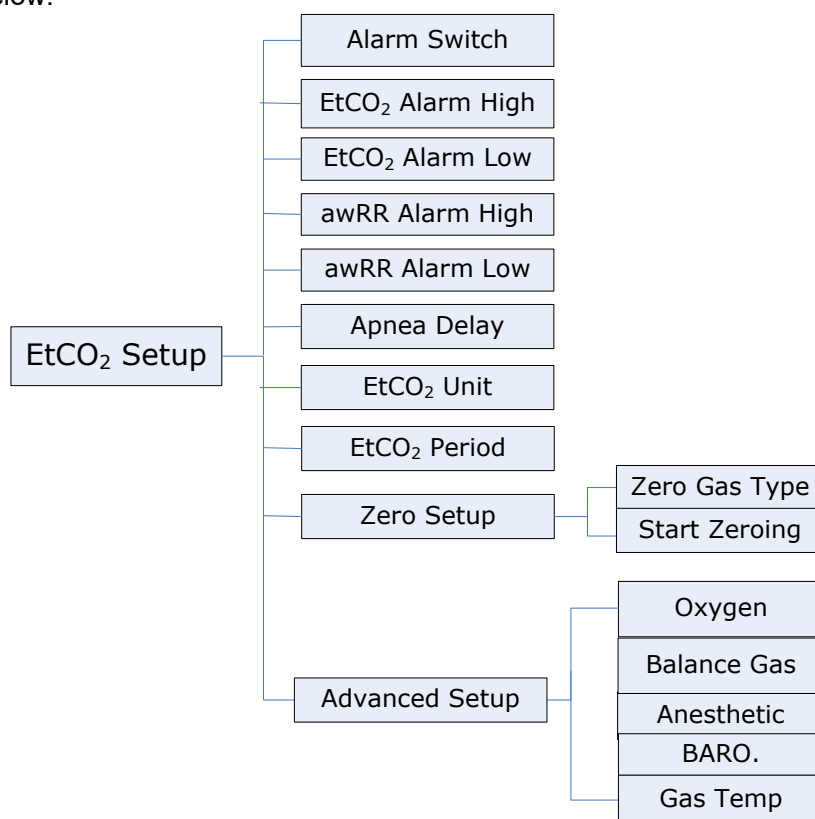 Alarm Switch
EtCO₂ Alarm High
EtCO₂ Alarm Low
awRR Alarm High
awRR Alarm Low
Apnea Delay
EtCO₂ Setup
EtCO₂ Unit
EtCO₂ Period
Zero Setup
Zero Gas Type
Start Zeroing
Advanced Setup
Oxygen
Balance Gas
Anesthetic
BARO.
Gas Temp